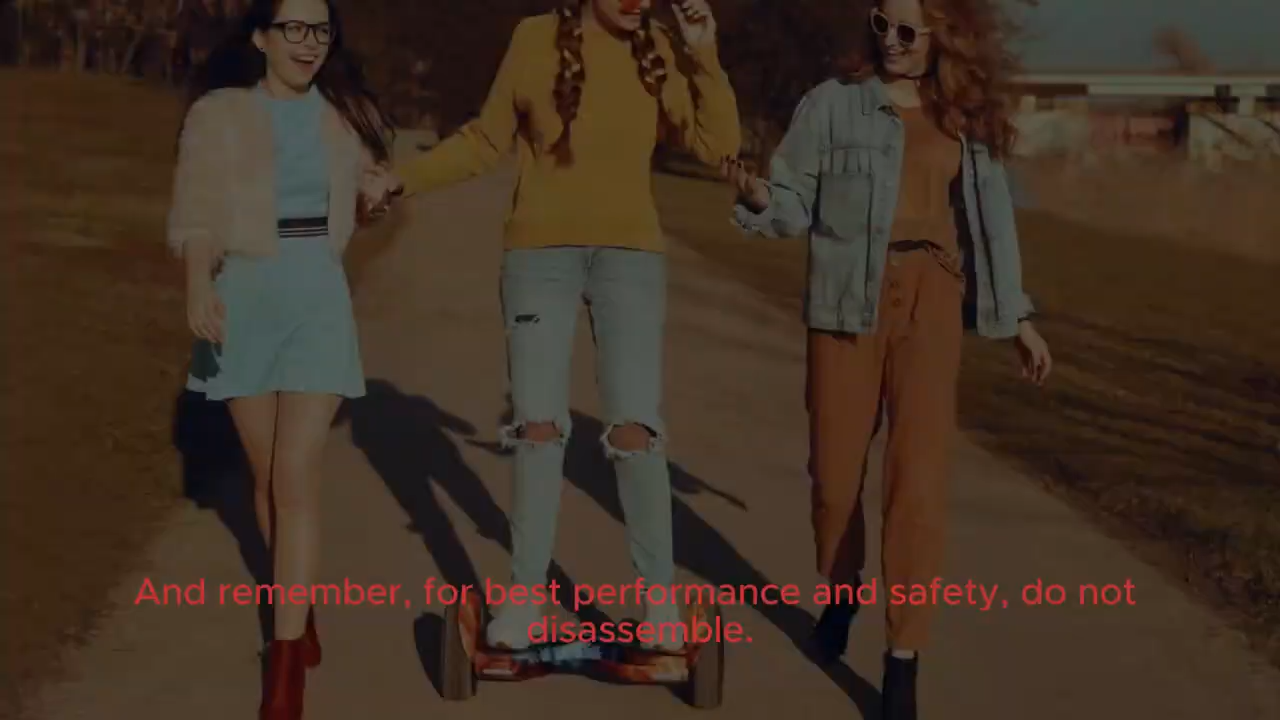 And remember, for best performance and safety, do not
disassemble.